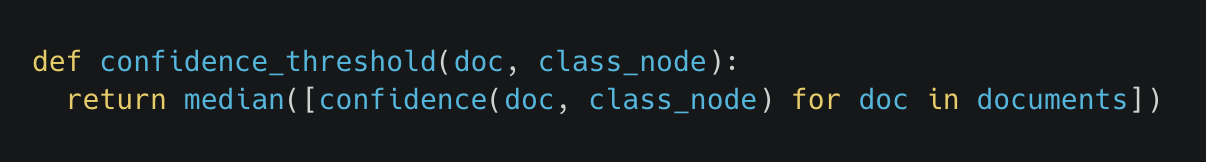 def confidence_threshold(doc, class_node):
  return median([confidence(doc, class_node) for doc in documents])